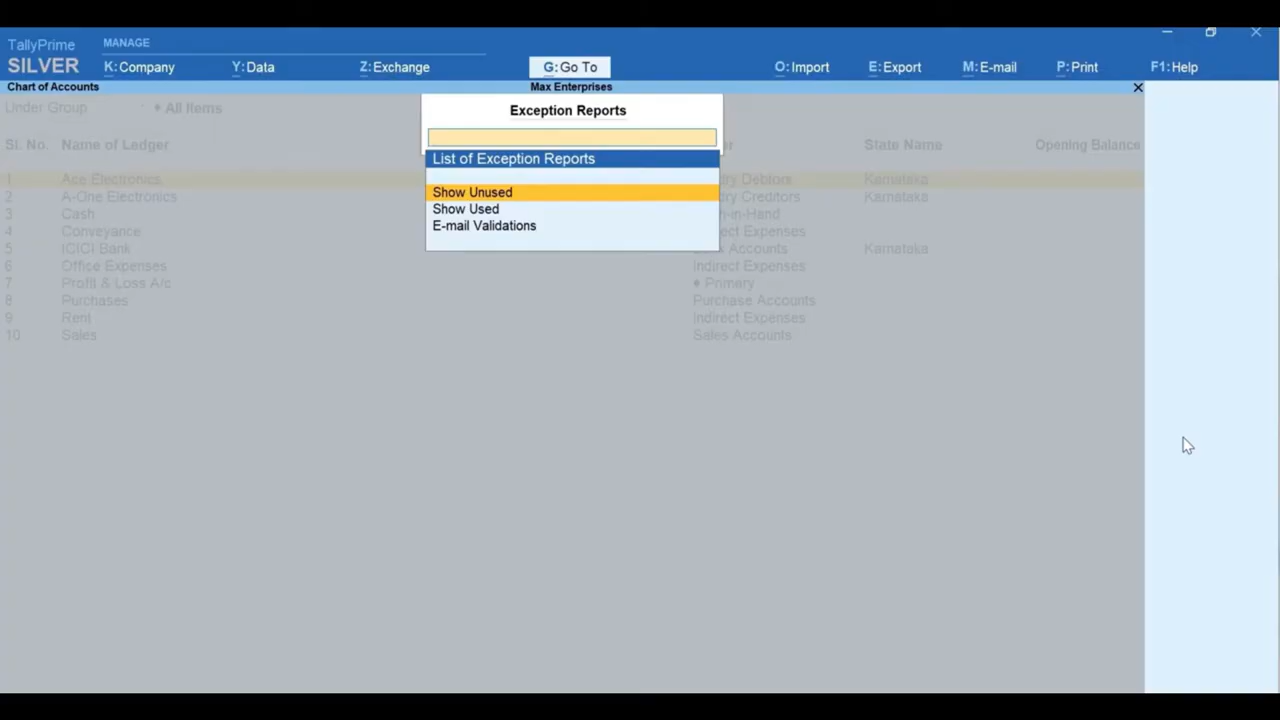 TallyPrime MANAGE
SILVER K:Company Y:Data Z:Exchange G:Go To O:Import E:Export M:E-mail P:Print F1:Help
Chart of Accounts Max Enterprises
Under Group : ♦ All Items Exception Reports
Sl. No. Name of Ledger State Name Opening Balance
List of Exception Reports
1 Ace Electronics Karnataka
Show Unused
2 A-One Electronics Karnataka
Show Used
3 Cash
E-mail Validations
4 Conveyance
5 ICICI Bank Accounts Karnataka
6 Office Expenses Indirect Expenses
7 Profit & Loss A/c ♦ Primary
8 Purchases Purchase Accounts
9 Rent Indirect Expenses
10 Sales Sales Accounts